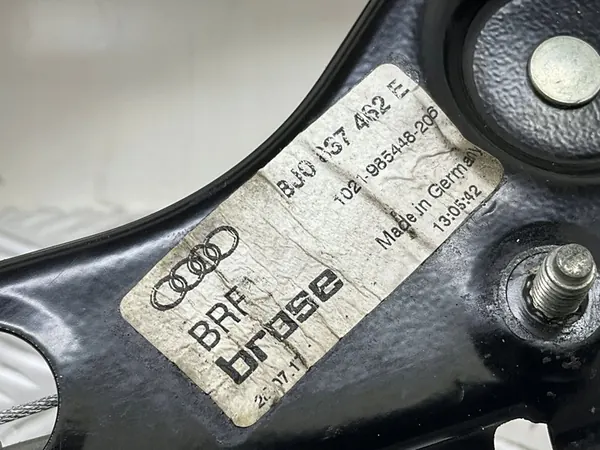 8J0 837 462 E
1021-985448-206
Made in Germany
13:05:42
BRF
brose